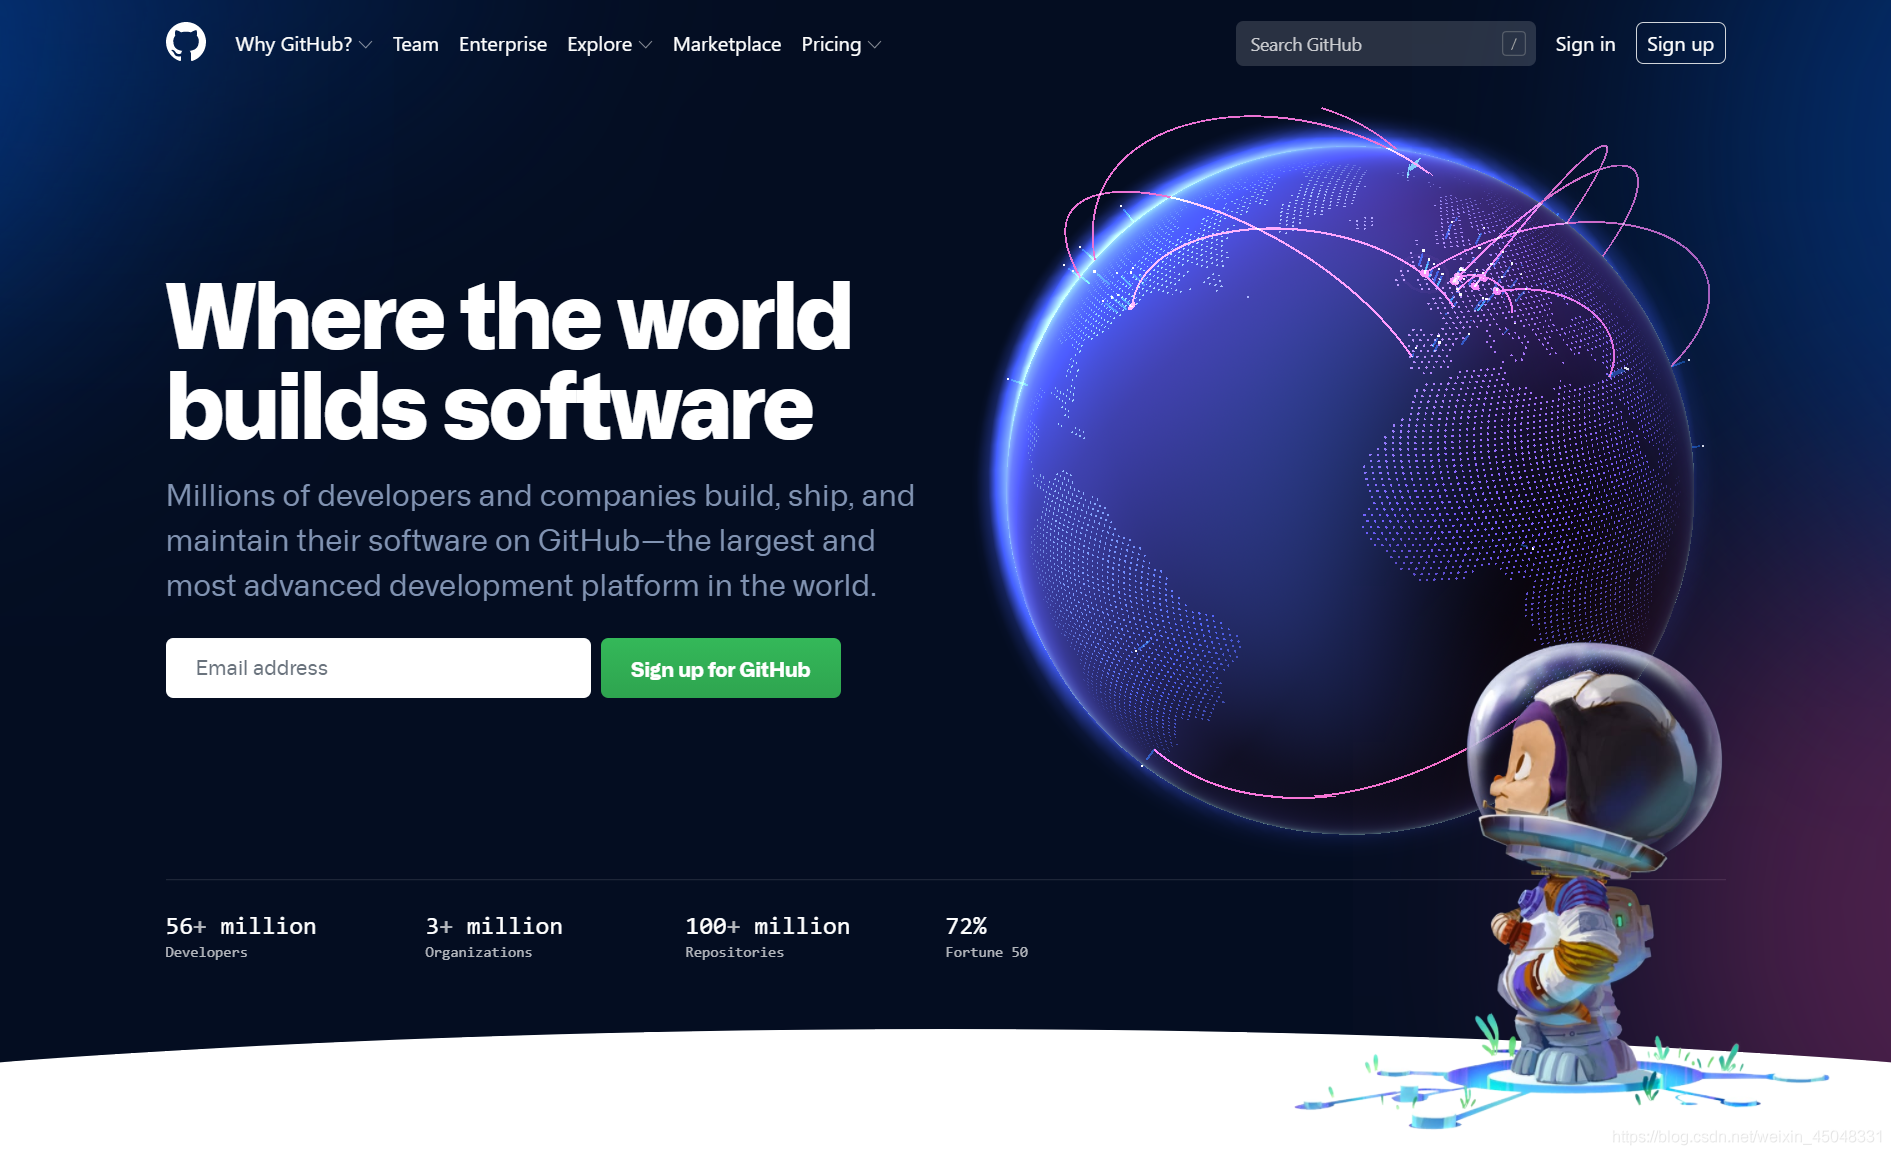 Why GitHub? Team Enterprise Explore Marketplace Pricing Search GitHub / Sign in Sign up
Where the world
builds software
Millions of developers and companies build, ship, and
maintain their software on GitHub—the largest and
most advanced development platform in the world.
Email address Sign up for GitHub
56+ million 3+ million 100+ million 72%
Developers Organizations Repositories Fortune 50
https://blog.csdn.net/weixin_45048331